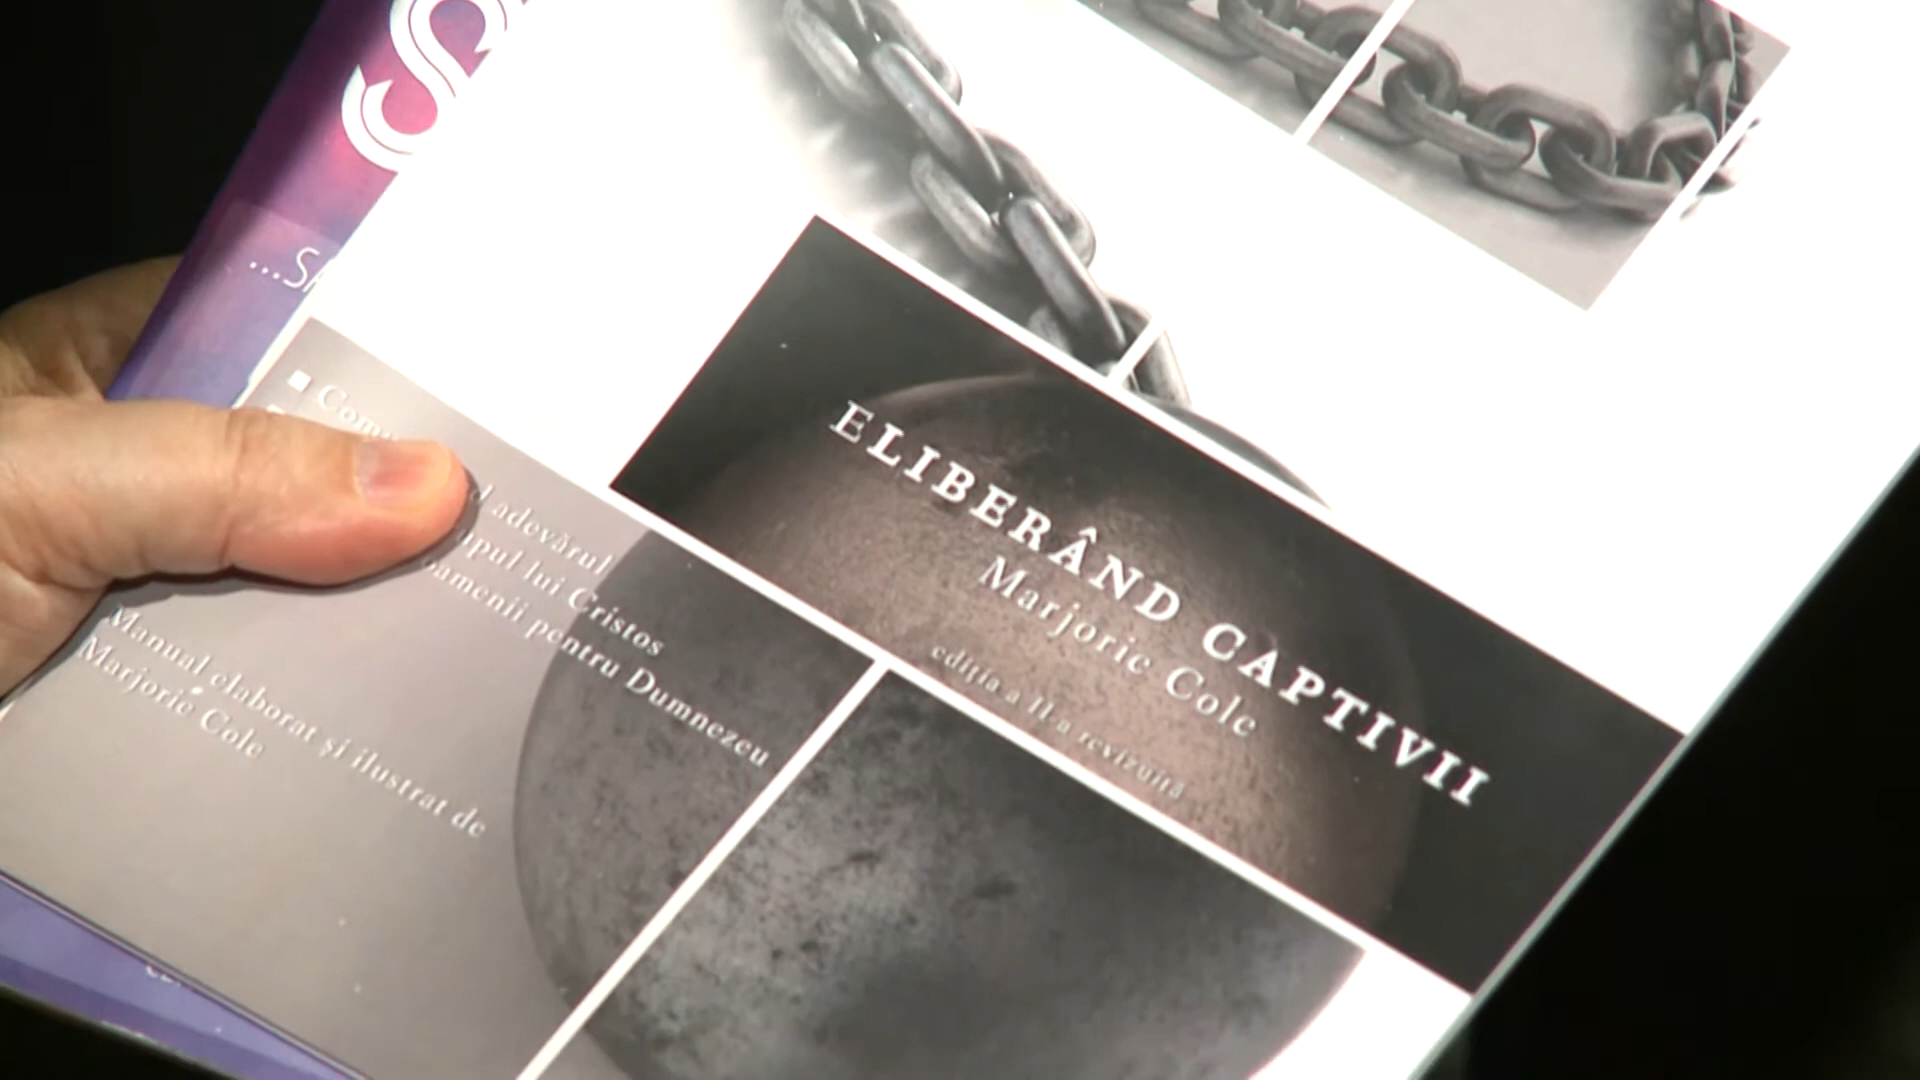 ELIBERÂND CAPTIVII
Marjorie Cole
ediția a II-a revizuită
adevărul
lui Cristos
oamenii pentru Dumnezeu
Manual elaborat și ilustrat de
Marjorie Cole